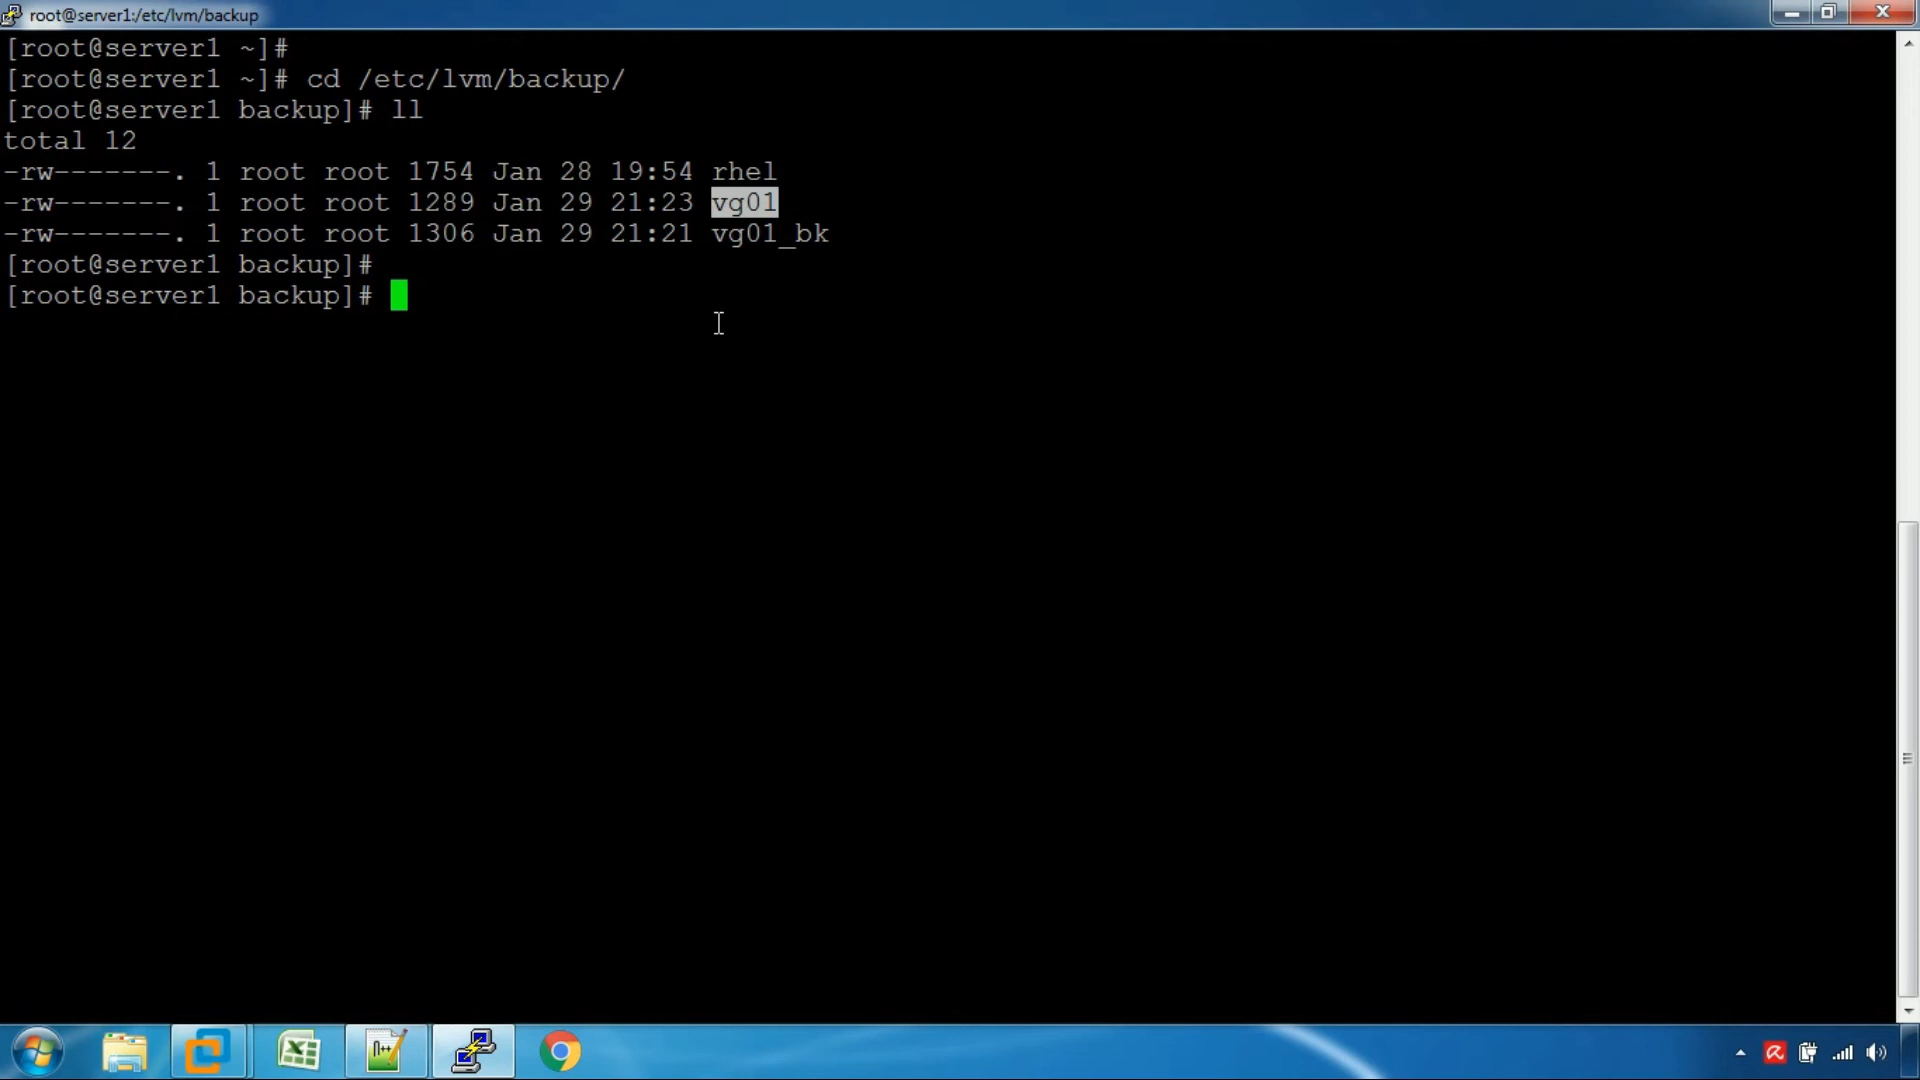 root@server1:/etc/lvm/backup
[root@server1 ~]#
[root@server1 ~]# cd /etc/lvm/backup/
[root@server1 backup]# ll
total 12
-rw-------. 1 root root 1754 Jan 28 19:54 rhel
-rw-------. 1 root root 1289 Jan 29 21:23 vg01
-rw-------. 1 root root 1306 Jan 29 21:21 vg01_bk
[root@server1 backup]#
[root@server1 backup]#